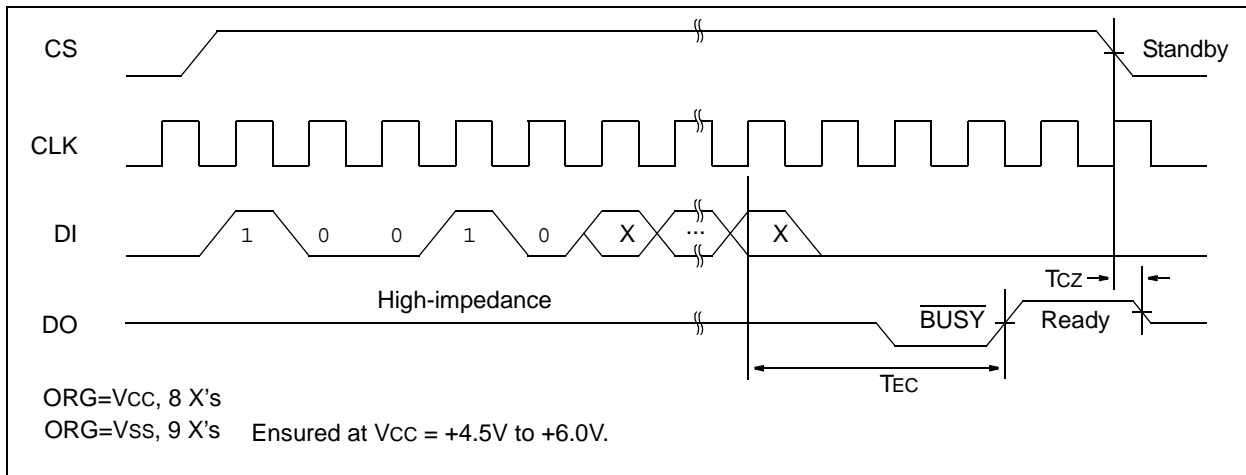 CS
Standby
CLK
DI
1 0 0 1 0 X ... X
TCZ
High-impedance
DO
BUSY
Ready
TEC
ORG=VCC, 8 X's
ORG=VSS, 9 X's Ensured at VCC = +4.5V to +6.0V.